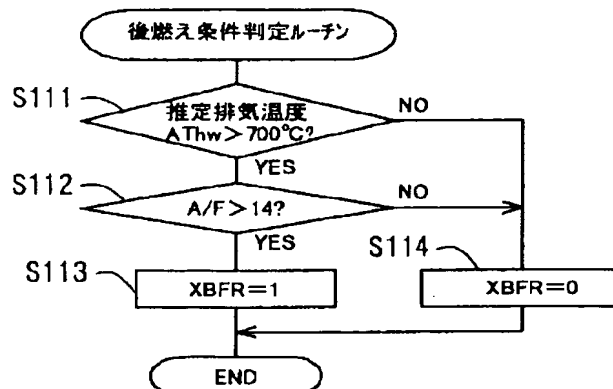 後燃え条件判定ルーチン
S111
推定排気温度
AThw>700℃?
NO
YES
S112
A/F>14?
NO
YES
S113
XBFR=1
S114
XBFR=0
END